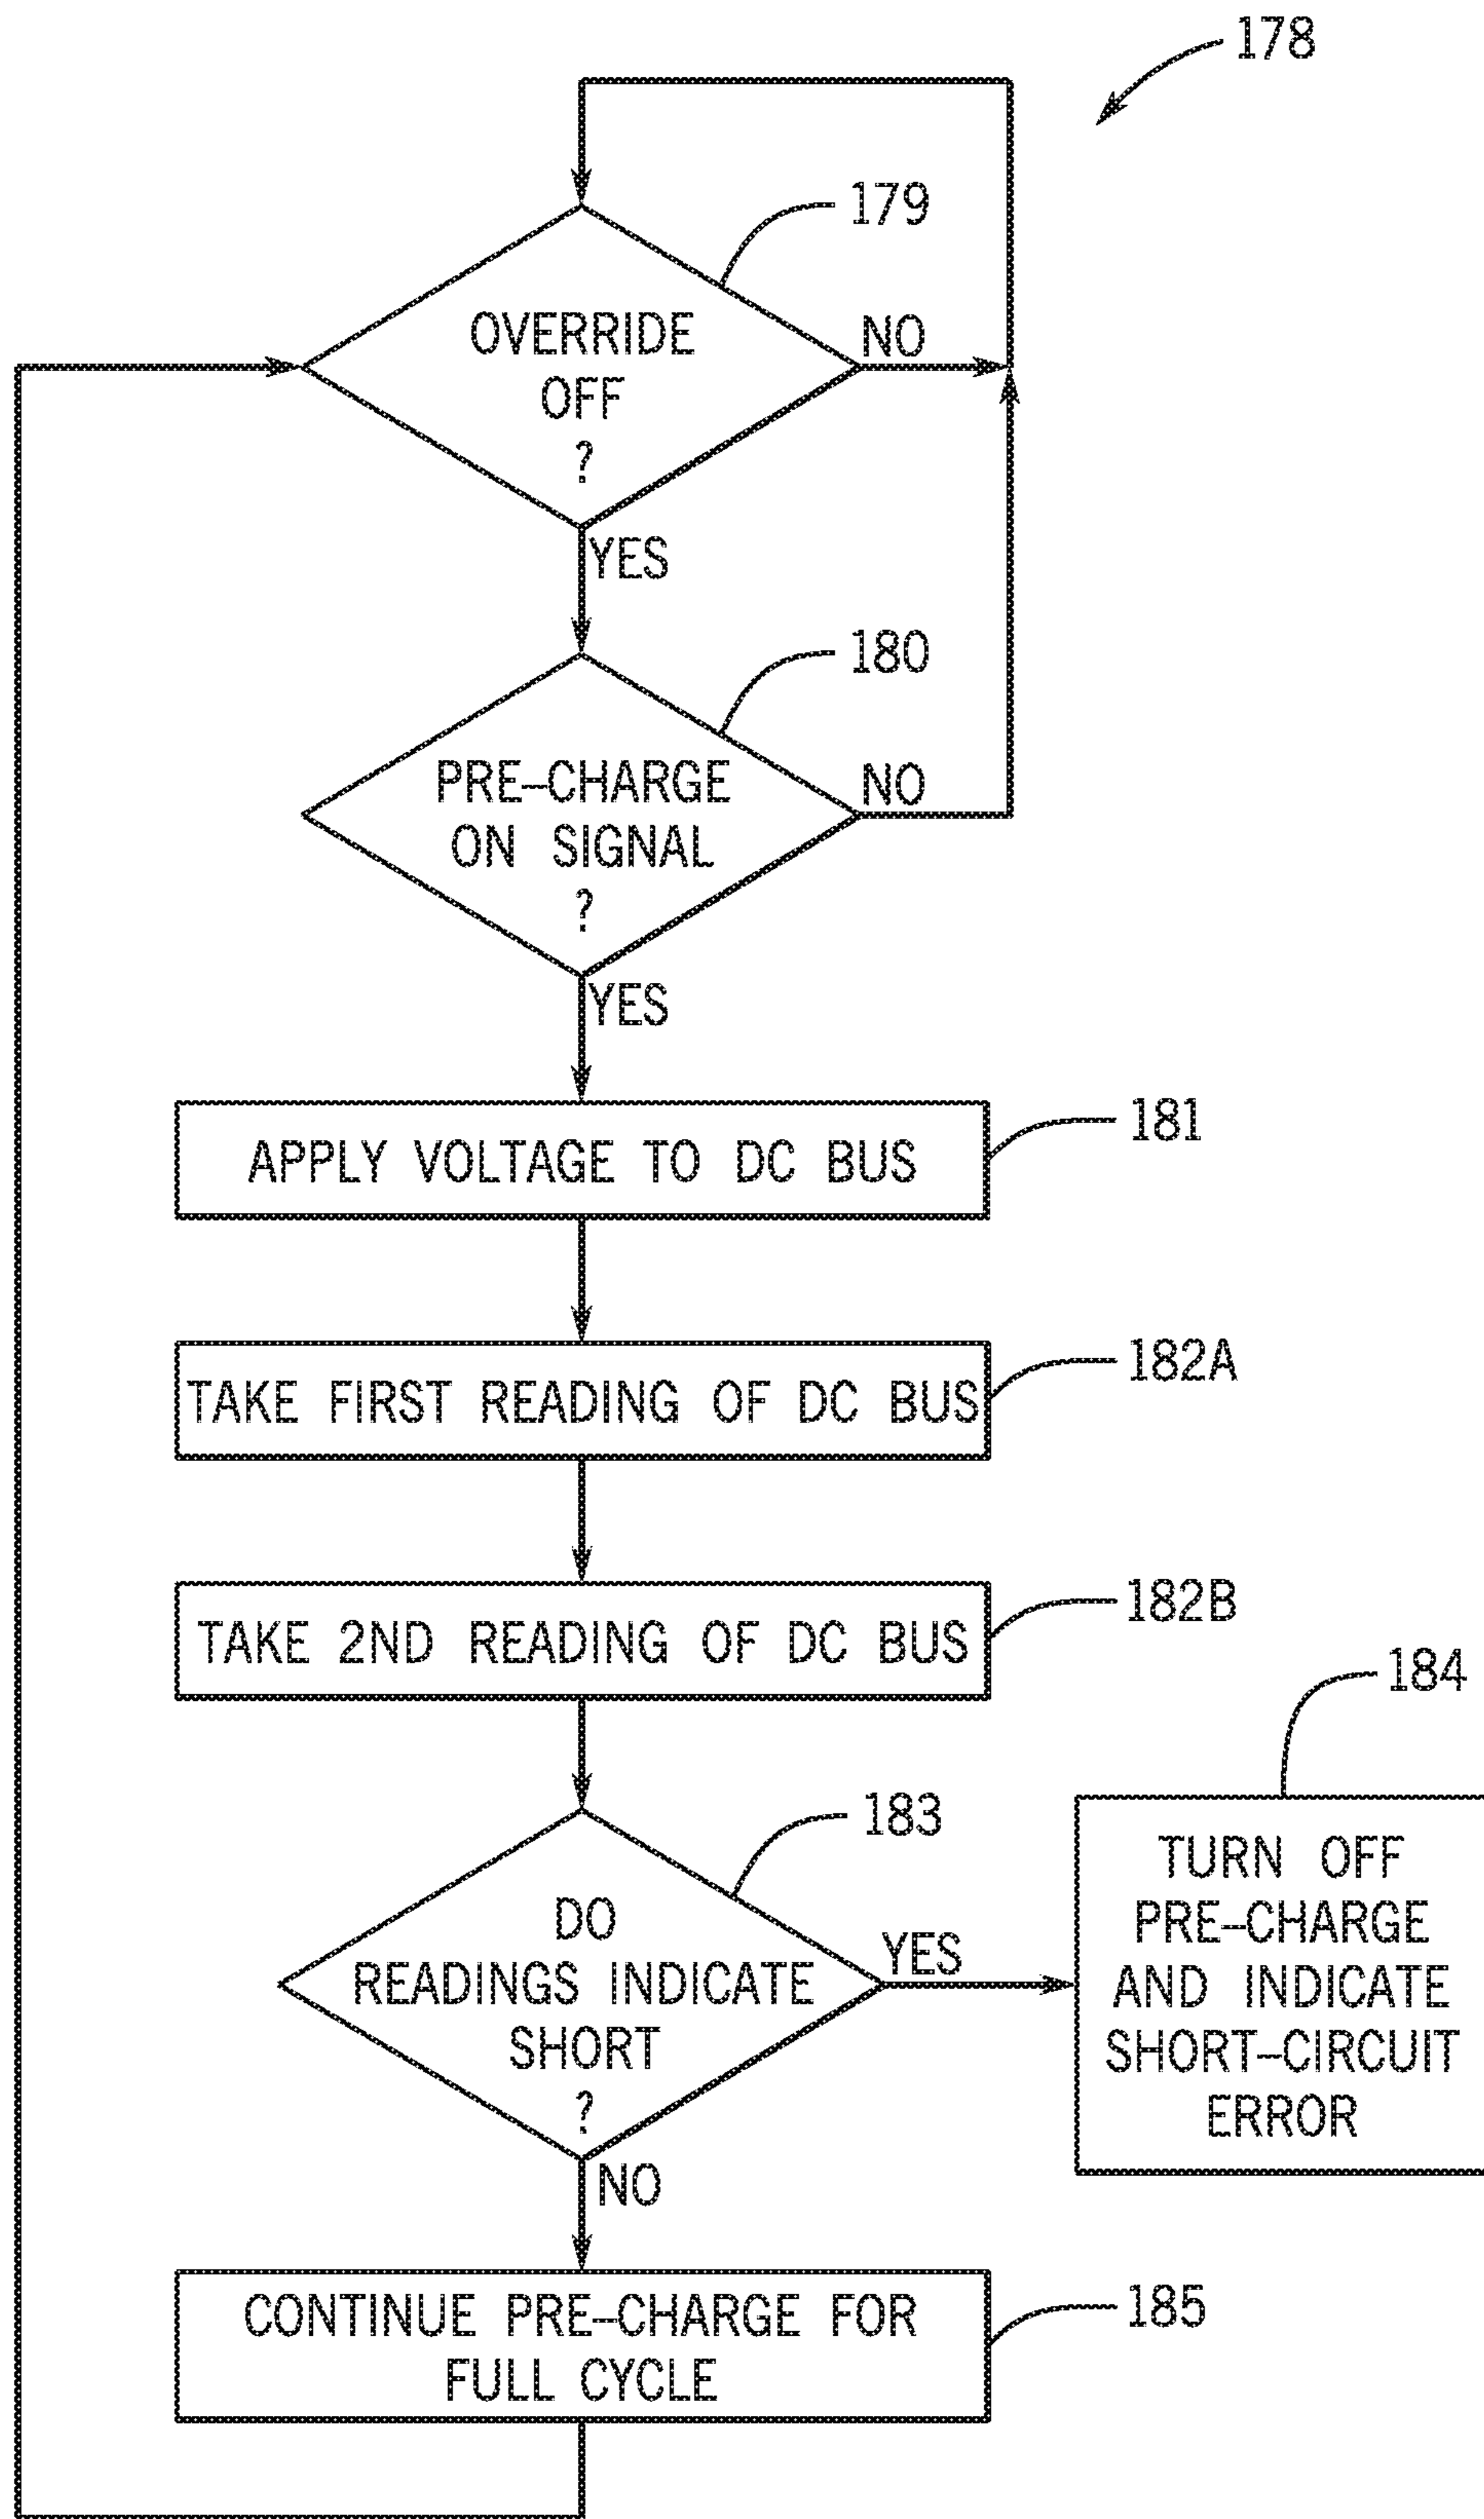 178
179
OVERRIDE
OFF
?
NO
YES
180
PRE-CHARGE
ON SIGNAL
?
NO
YES
181
APPLY VOLTAGE TO DC BUS
182A
TAKE FIRST READING OF DC BUS
182B
TAKE 2ND READING OF DC BUS
183
DO
READINGS INDICATE
SHORT
?
YES
NO
184
TURN OFF
PRE-CHARGE
AND INDICATE
SHORT-CIRCUIT
ERROR
185
CONTINUE PRE-CHARGE FOR
FULL CYCLE